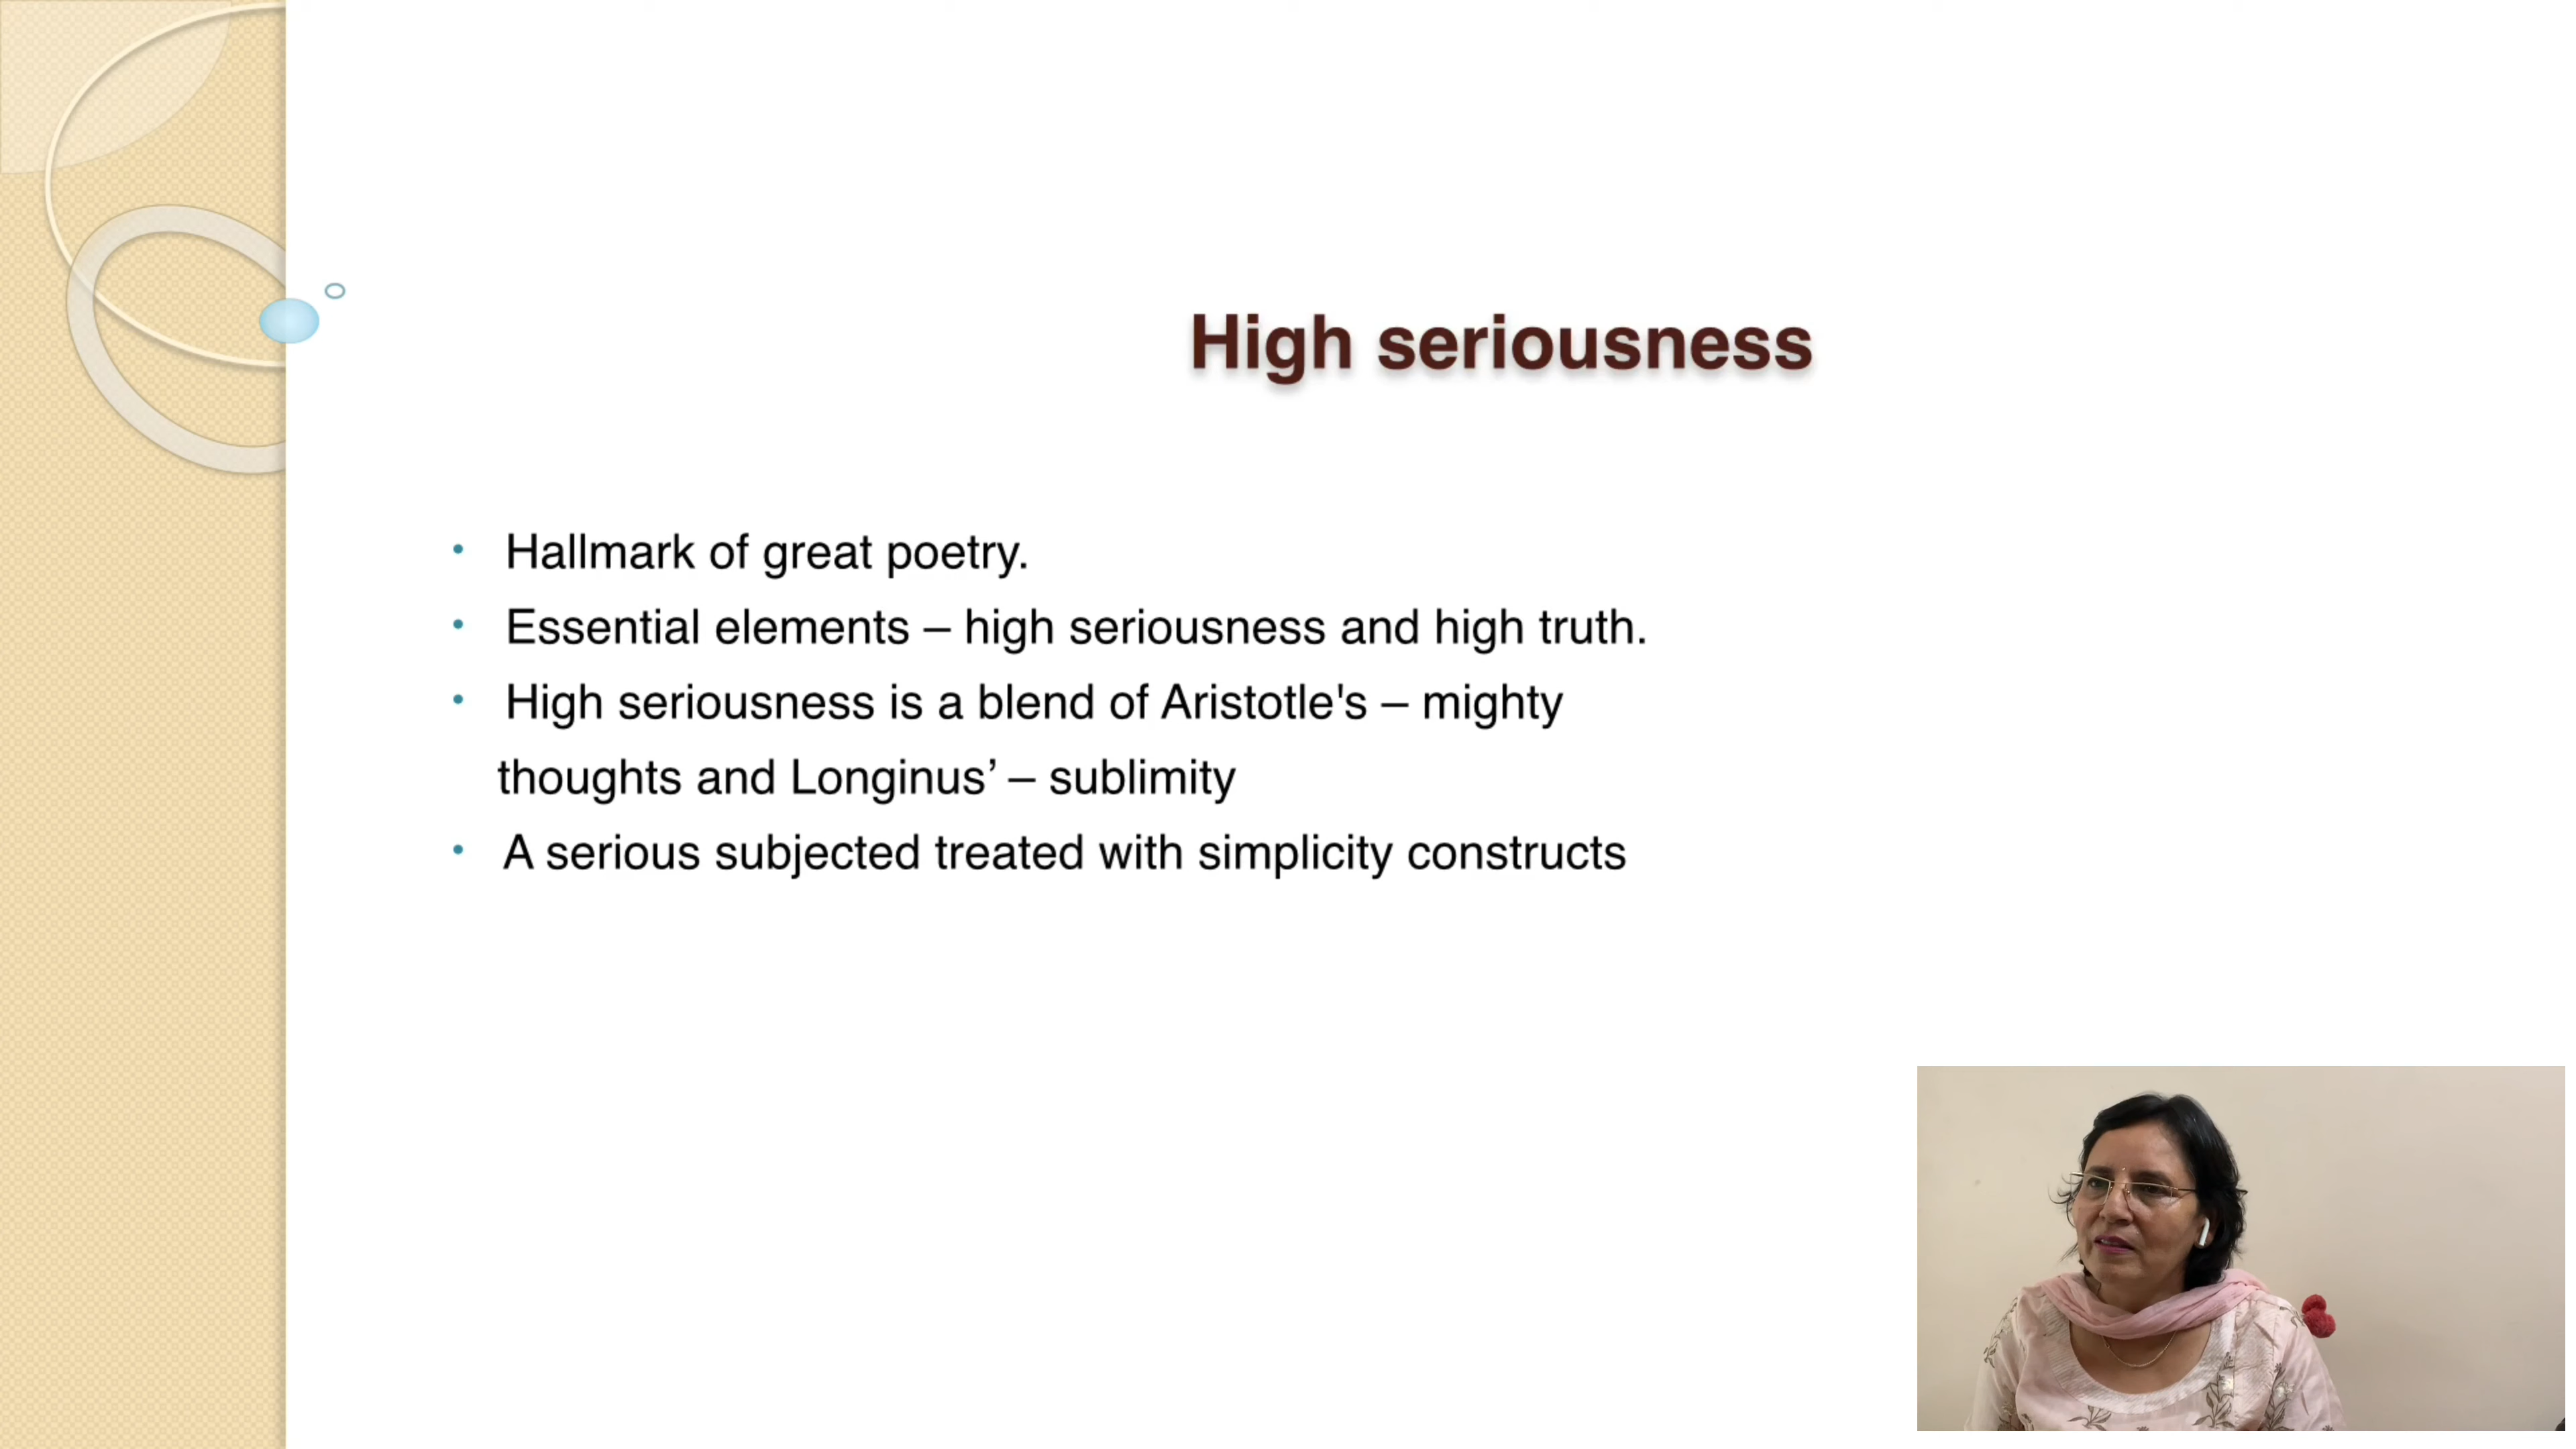 High seriousness
• Hallmark of great poetry.
• Essential elements – high seriousness and high truth.
• High seriousness is a blend of Aristotle's – mighty
thoughts and Longinus’ – sublimity
• A serious subjected treated with simplicity constructs